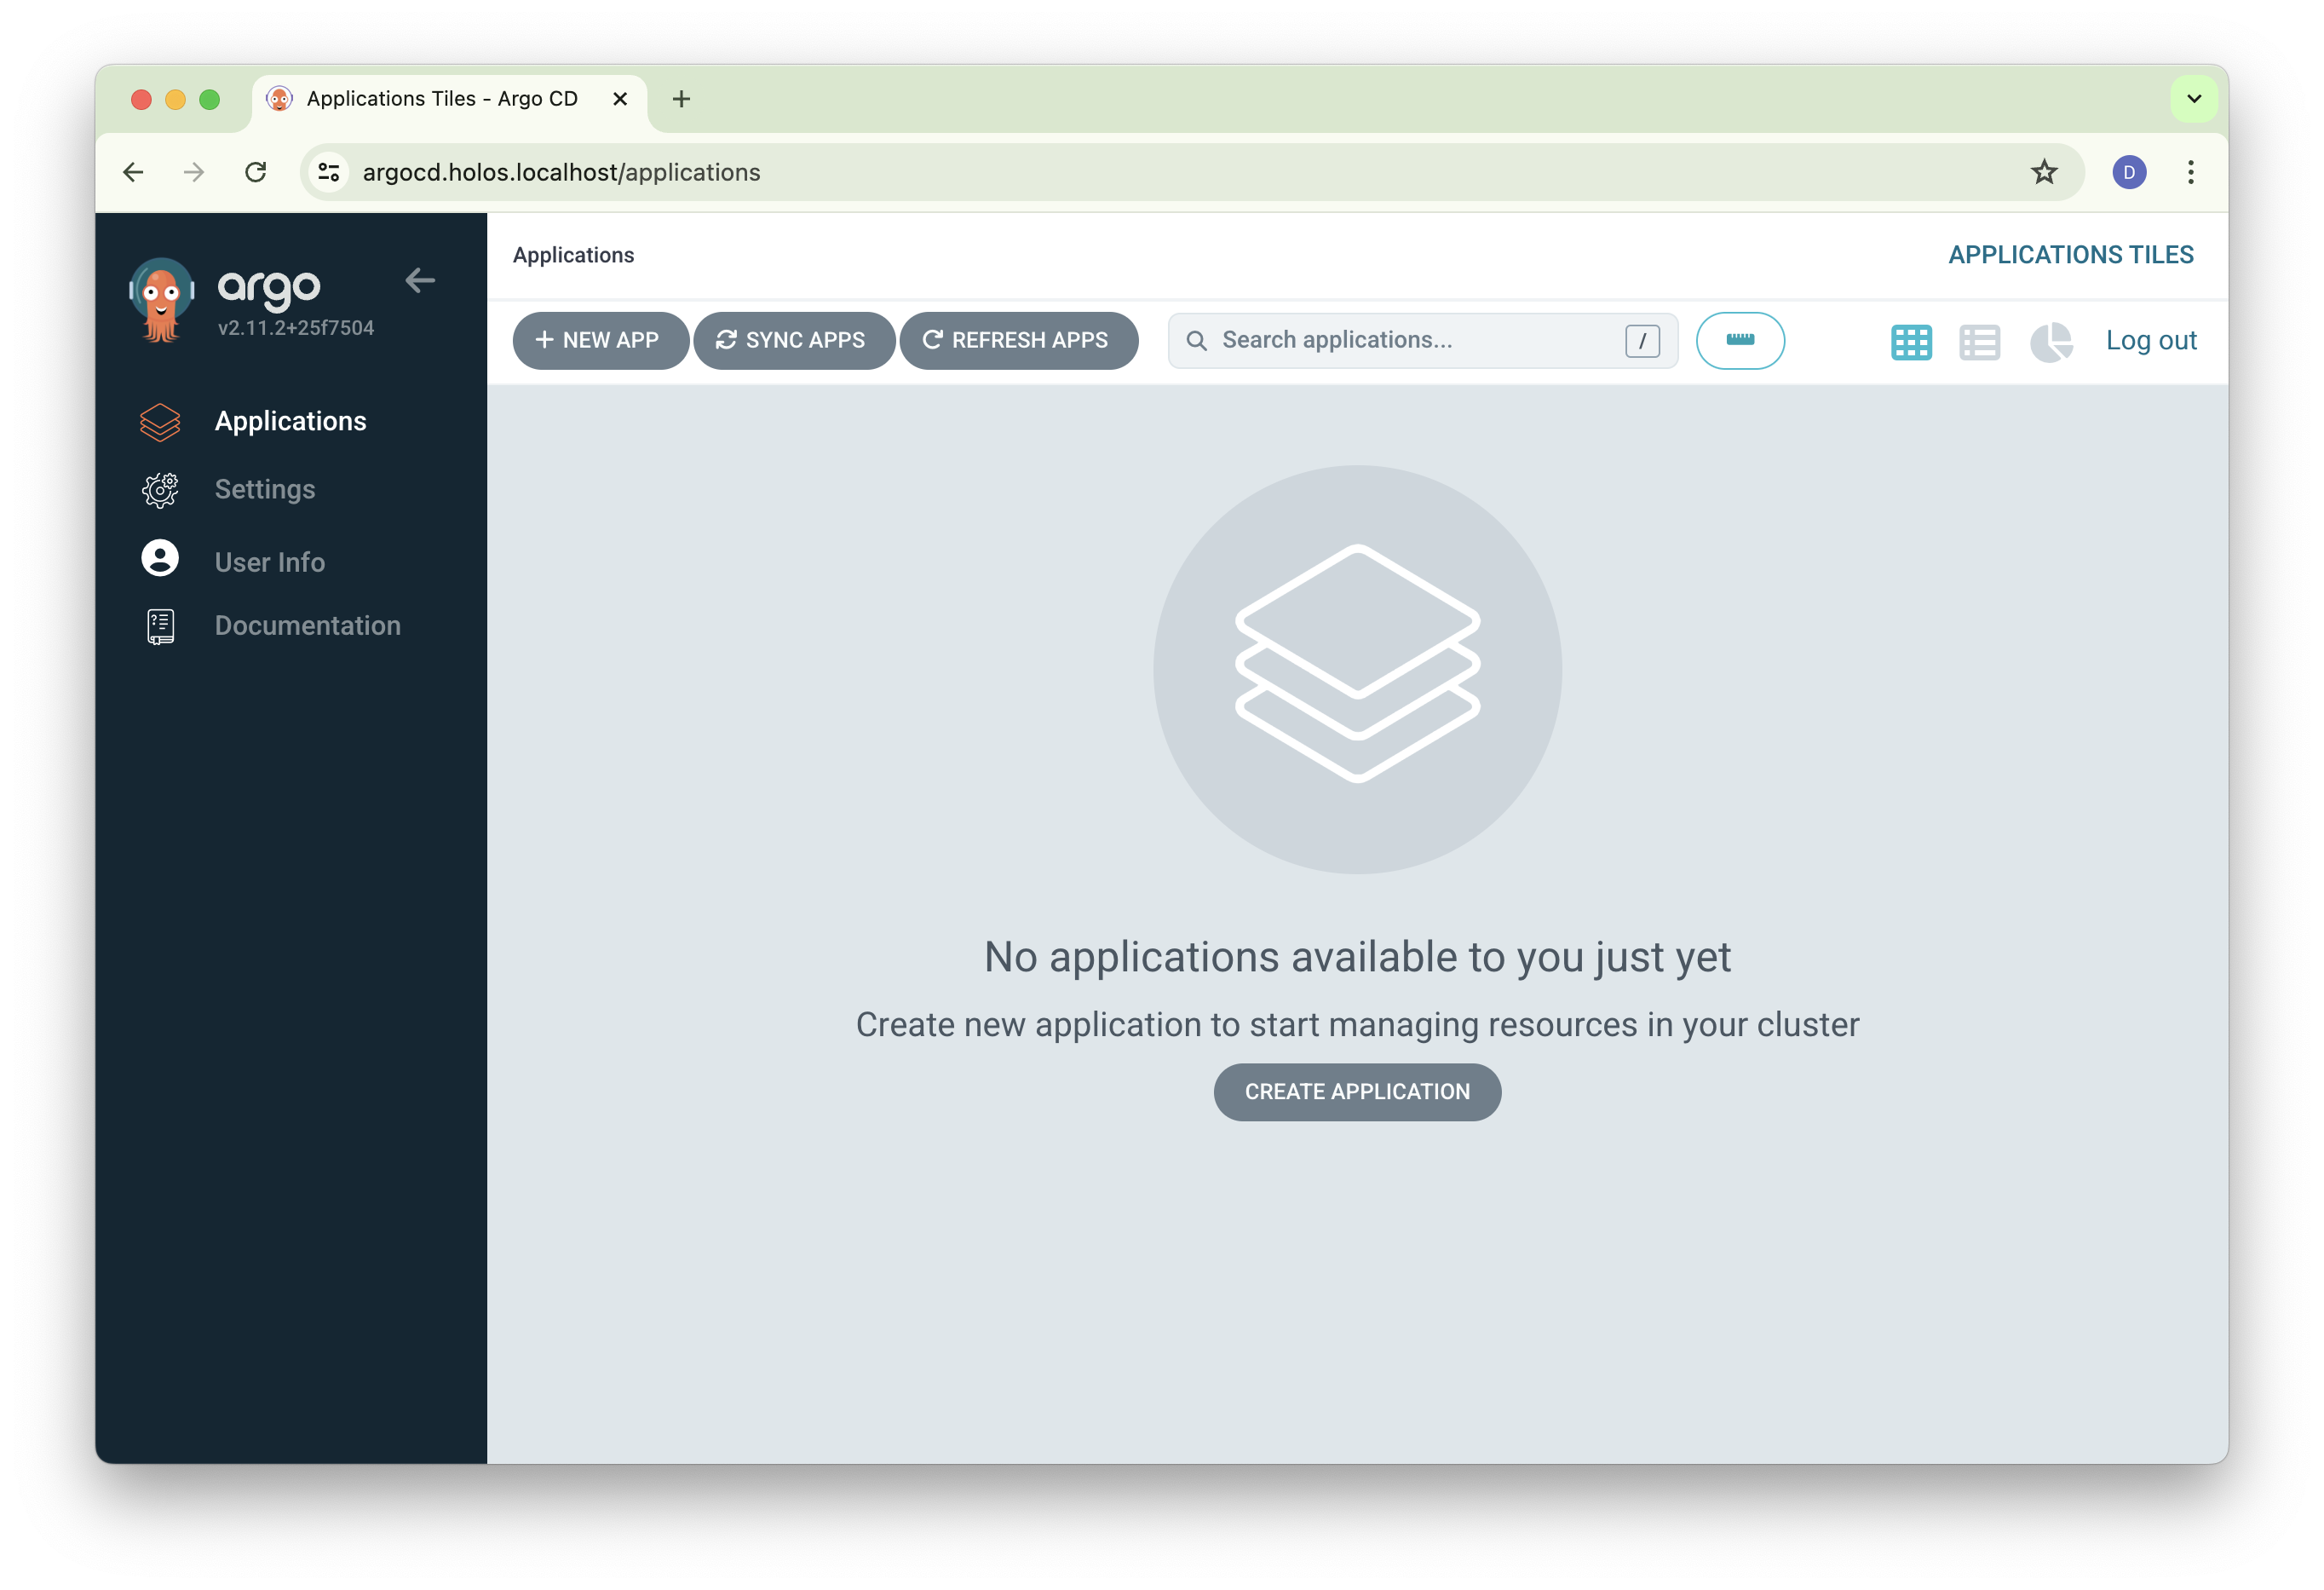 Applications Tiles - Argo CD
argocd.holos.localhost/applications
D
argo
v2.11.2+25f7504
Applications
Settings
User Info
Documentation
Applications
APPLICATIONS TILES
NEW APP
SYNC APPS
REFRESH APPS
Search applications...
/
Log out
No applications available to you just yet
Create new application to start managing resources in your cluster
CREATE APPLICATION